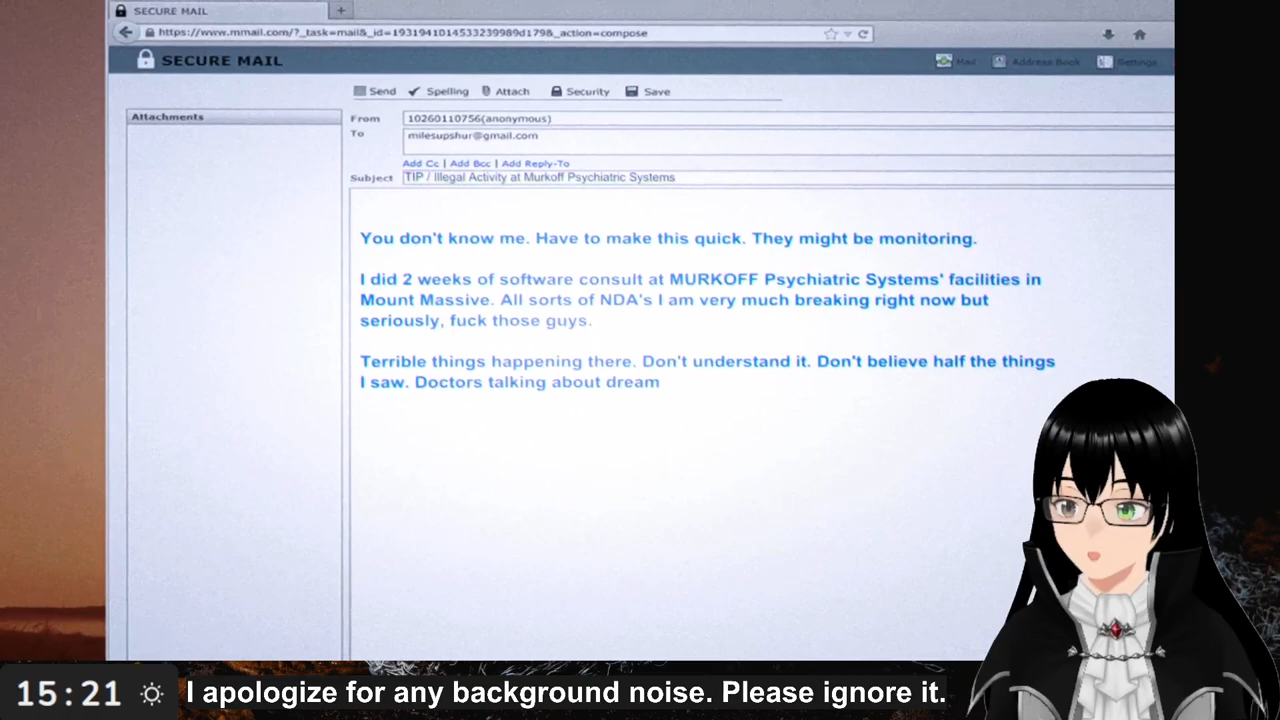 SECURE MAIL
https://www.mmail.com/?_task=mail&_id=1931941014533239989d179&_action=compose
SECURE MAIL
Mail Address Book Settings
Send Spelling Attach Security Save
Attachments
From 10260110756(anonymous)
To milesupshur@gmail.com
Add Cc | Add Bcc | Add Reply-To
Subject TIP / Illegal Activity at Murkoff Psychiatric Systems
You don't know me. Have to make this quick. They might be monitoring.
I did 2 weeks of software consult at MURKOFF Psychiatric Systems' facilities in
Mount Massive. All sorts of NDA's I am very much breaking right now but
seriously, fuck those guys.
Terrible things happening there. Don't understand it. Don't believe half the things
I saw. Doctors talking about dream
15:21 I apologize for any background noise. Please ignore it.